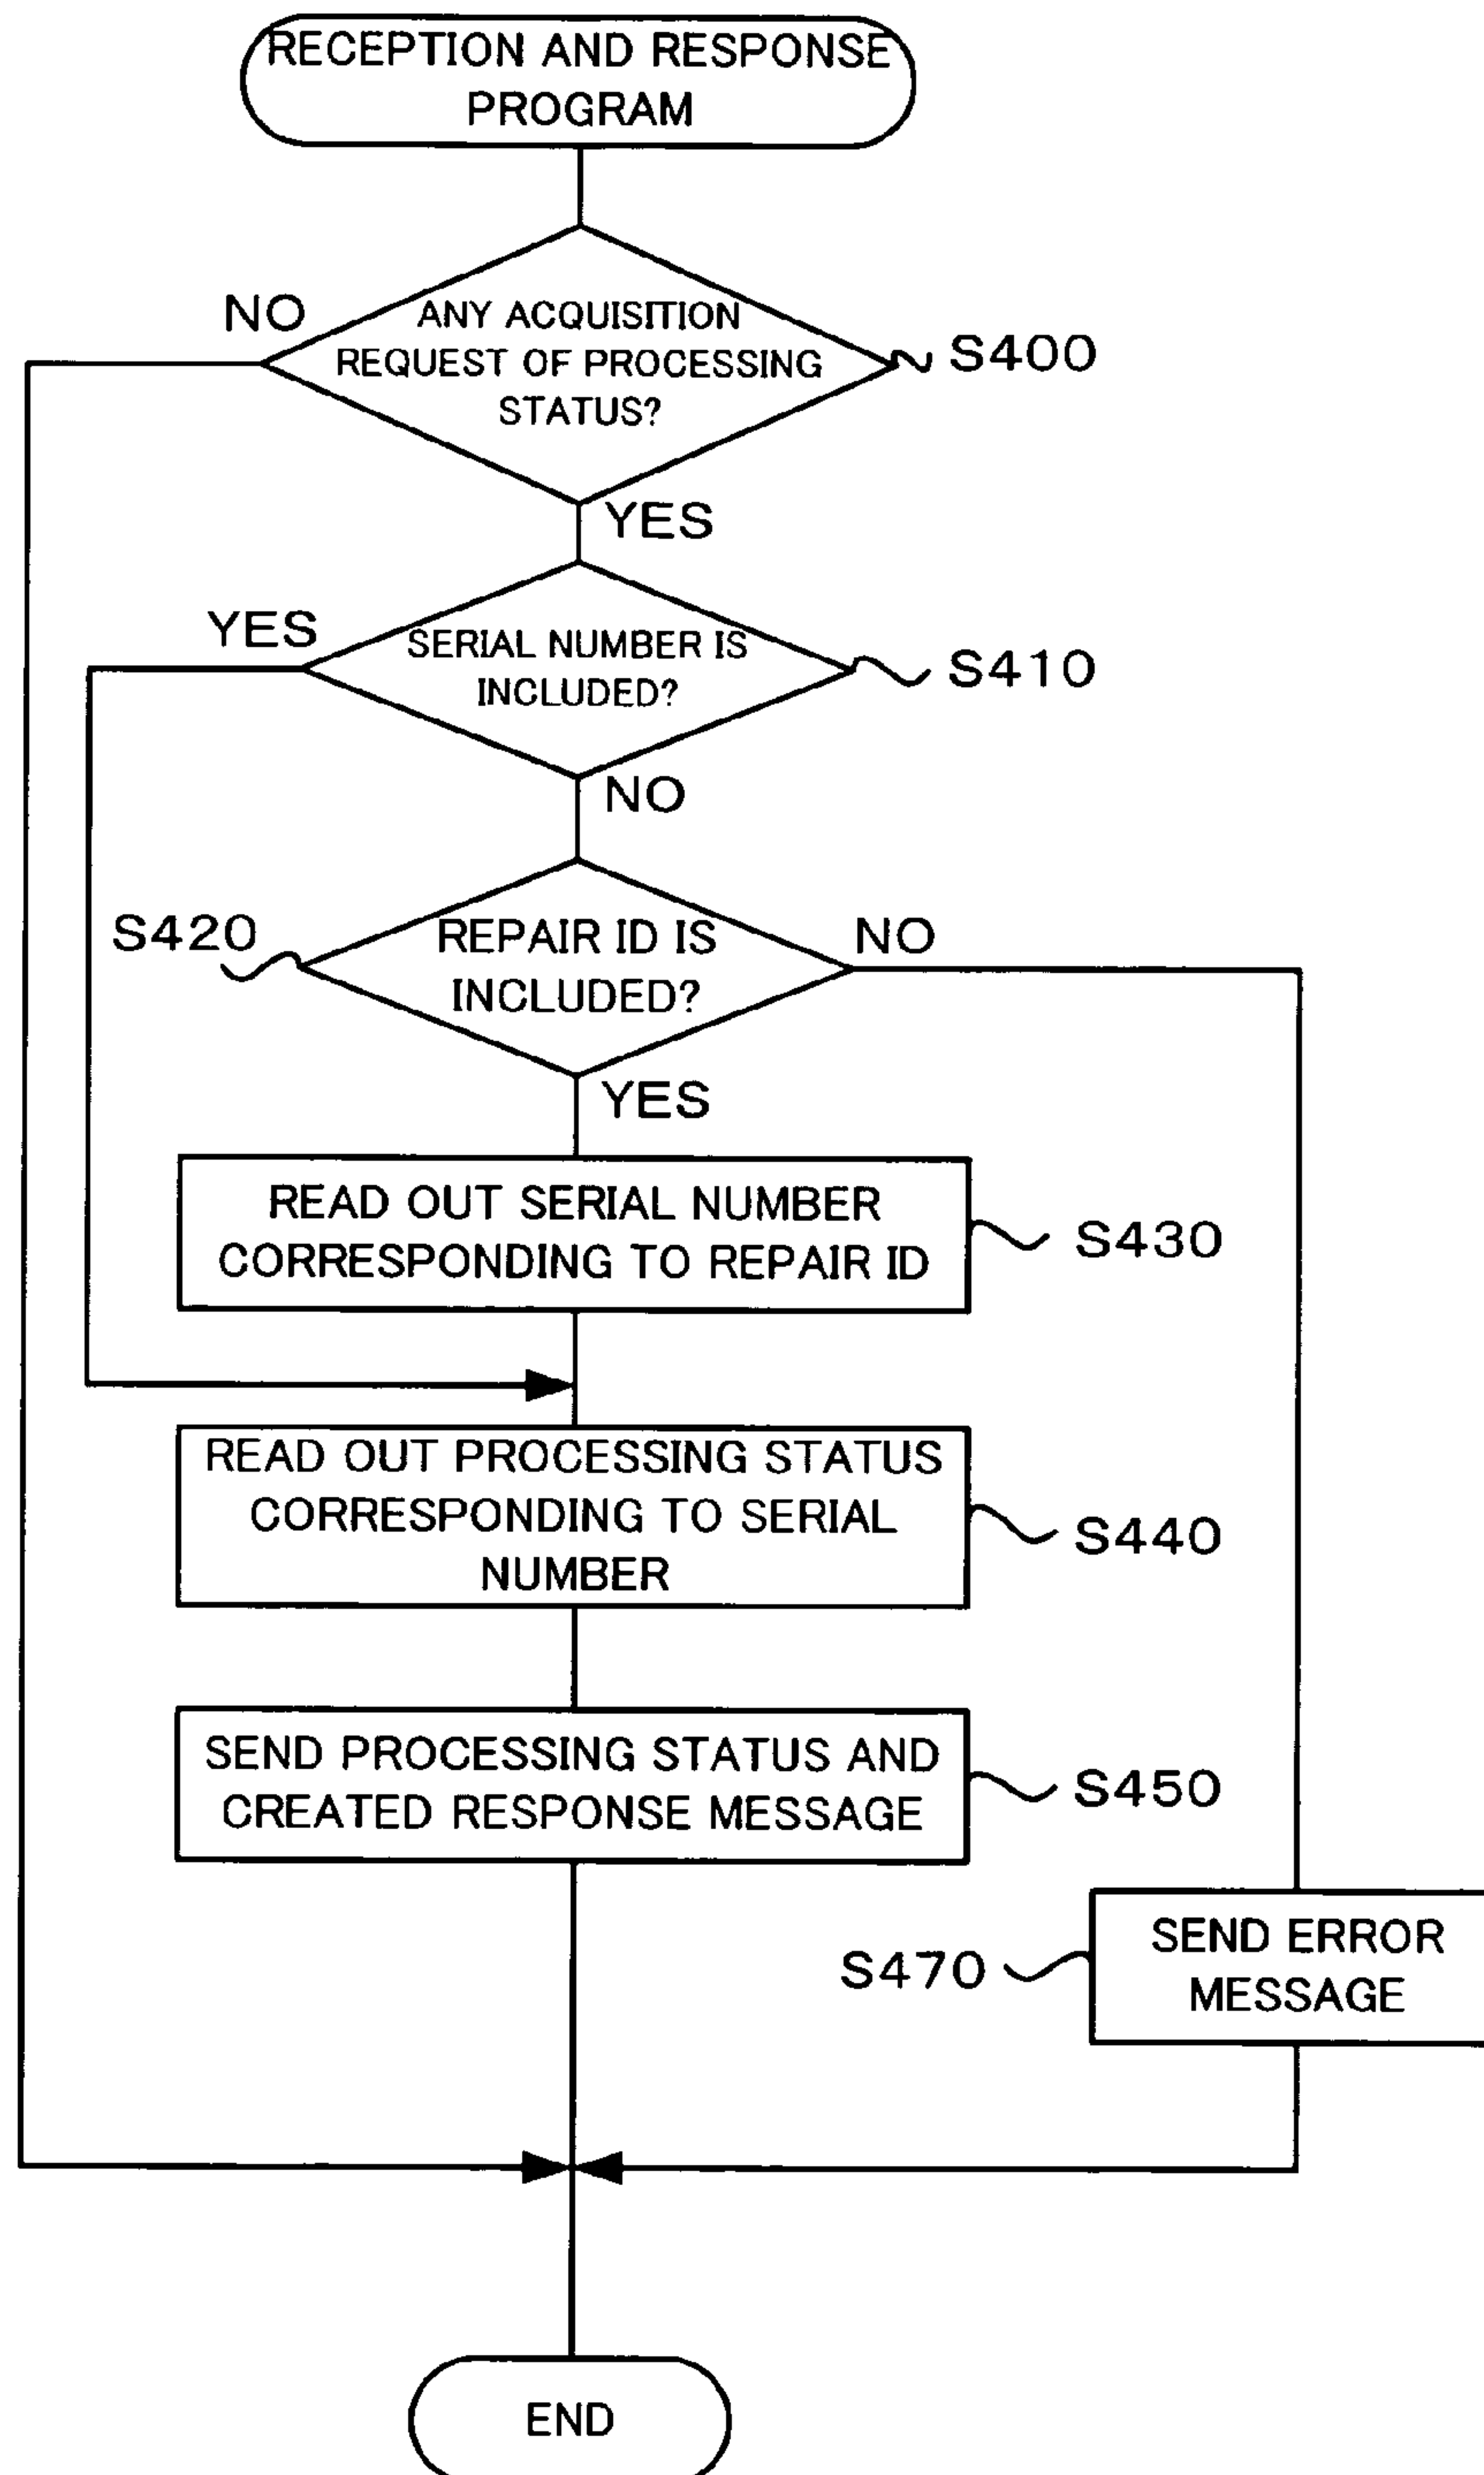 RECEPTION AND RESPONSE
PROGRAM
NO
ANY ACQUISITION
REQUEST OF PROCESSING
STATUS?
S400
YES
YES
SERIAL NUMBER IS
INCLUDED?
S410
NO
S420
REPAIR ID IS
INCLUDED?
NO
YES
READ OUT SERIAL NUMBER
CORRESPONDING TO REPAIR ID
S430
READ OUT PROCESSING STATUS
CORRESPONDING TO SERIAL
NUMBER
S440
SEND PROCESSING STATUS AND
CREATED RESPONSE MESSAGE
S450
SEND ERROR
MESSAGE
S470
END